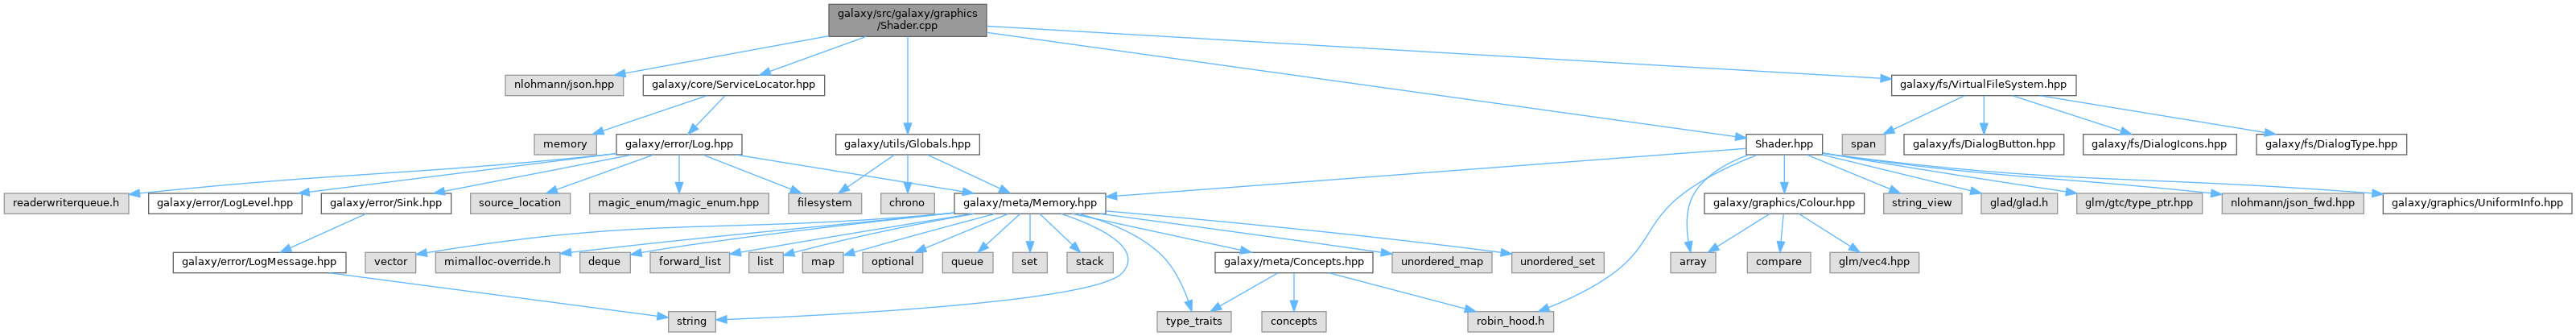 galaxy/src/galaxy/graphics
/Shader.cpp
nlohmann/json.hpp
galaxy/core/ServiceLocator.hpp
galaxy/fs/VirtualFileSystem.hpp
memory
galaxy/error/Log.hpp
galaxy/utils/Globals.hpp
Shader.hpp
span
galaxy/fs/DialogButton.hpp
galaxy/fs/DialogIcons.hpp
galaxy/fs/DialogType.hpp
readerwriterqueue.h
galaxy/error/LogLevel.hpp
galaxy/error/Sink.hpp
source_location
magic_enum/magic_enum.hpp
filesystem
chrono
galaxy/meta/Memory.hpp
galaxy/graphics/Colour.hpp
string_view
glad/glad.h
glm/gtc/type_ptr.hpp
nlohmann/json_fwd.hpp
galaxy/graphics/UniformInfo.hpp
galaxy/error/LogMessage.hpp
vector
mimalloc-override.h
deque
forward_list
list
map
optional
queue
set
stack
galaxy/meta/Concepts.hpp
unordered_map
unordered_set
array
compare
glm/vec4.hpp
string
type_traits
concepts
robin_hood.h